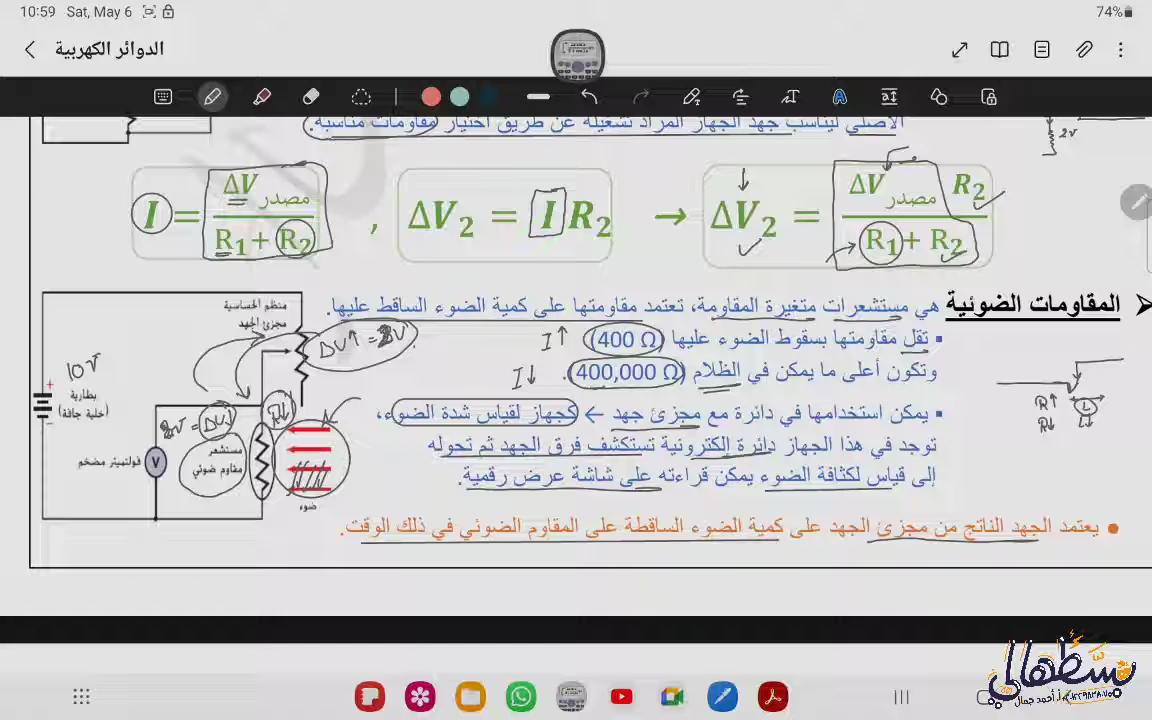 10:59 Sat, May 6 74%
الدوائر الكهربية
الأصلي ليناسب جهد الجهاز المراد تشغيله عن طريق اختيار مقاومات مناسبة.
2v
I = ΔV مصدر / R1 + R2 , ΔV2 = I R2 → ΔV2 = ΔV مصدر R2 / R1 + R2
المقاومات الضوئية هي مستشعرات متغيرة المقاومة، تعتمد مقاومتها على كمية الضوء الساقط عليها.
▪ تقل مقاومتها بسقوط الضوء عليها (400 Ω) I↑
وتكون أعلى ما يمكن في الظلام (400,000 Ω). I↓
▪ يمكن استخدامها في دائرة مع مجزئ جهد ← كجهاز لقياس شدة الضوء،
توجد في هذا الجهاز دائرة إلكترونية تستكشف فرق الجهد ثم تحوله
إلى قياس لكثافة الضوء يمكن قراءته على شاشة عرض رقمية.
• يعتمد الجهد الناتج من مجزئ الجهد على كمية الضوء الساقطة على المقاوم الضوئي في ذلك الوقت.
منظم الحساسية
مجزئ الجهد
10v
بطارية
(خلية جافة)
فولتميتر مضخم
V
مستشعر
مقاوم ضوئي
ضوء
R↓
R↑
R↓
L
سطهالي
أ. أحمد جمال